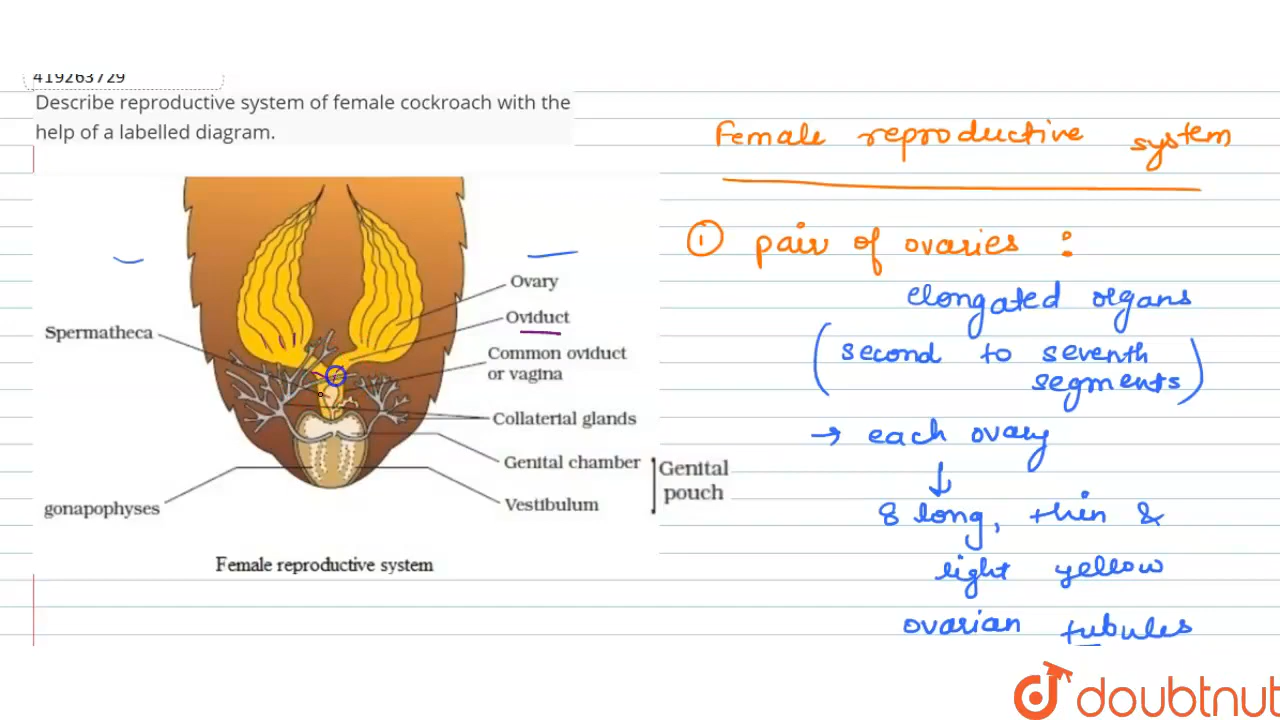 419263729
Describe reproductive system of female cockroach with the
help of a labelled diagram.
Female reproductive system
① pair of ovaries :
elongated organs
(second to seventh
segments)
→ each ovary
↓
8 long, thin &
light yellow
ovarian tubules
Ovary
Oviduct
Spermatheca
Common oviduct
or vagina
Collaterial glands
Genital chamber
Genital
pouch
Vestibulum
gonapophyses
Female reproductive system
doubtnut